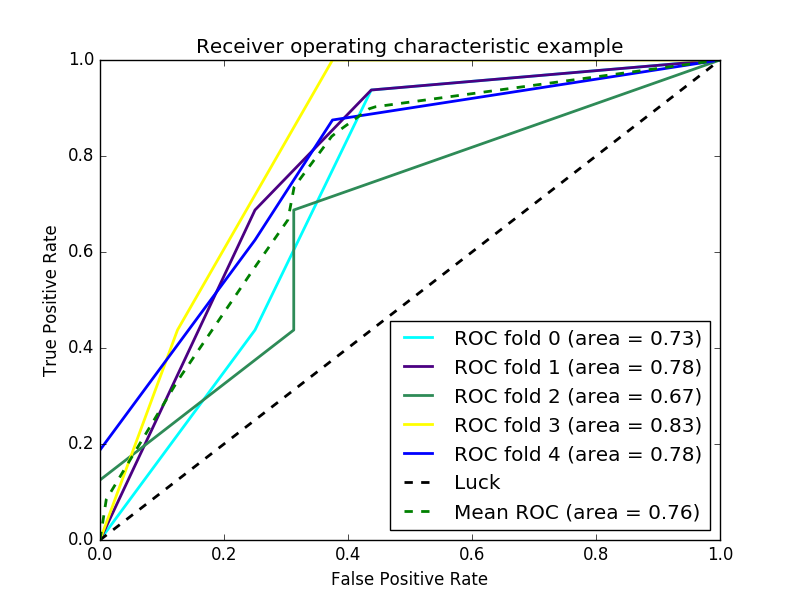 Receiver operating characteristic example
True Positive Rate
1.0
0.8
0.6
0.4
0.2
0.0
ROC fold 0 (area = 0.73)
ROC fold 1 (area = 0.78)
ROC fold 2 (area = 0.67)
ROC fold 3 (area = 0.83)
ROC fold 4 (area = 0.78)
Luck
Mean ROC (area = 0.76)
0.0 0.2 0.4 0.6 0.8 1.0
False Positive Rate